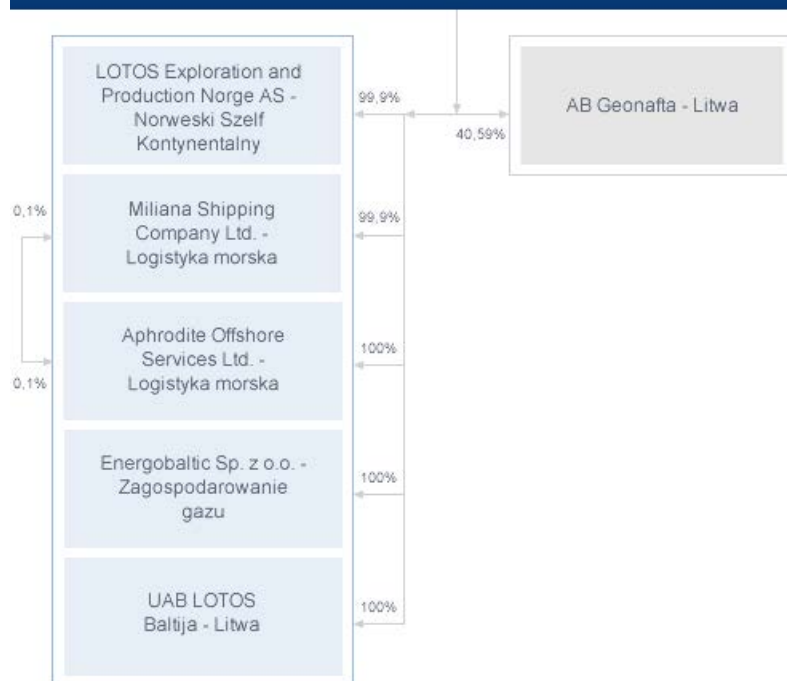 LOTOS Exploration and
Production Norge AS -
Norweski Szelf
Kontynentalny
99,9%
40,59%
AB Geonafta - Litwa
0,1%
Miliana Shipping
Company Ltd. -
Logistyka morska
99,9%
Aphrodite Offshore
Services Ltd. -
Logistyka morska
100%
0,1%
Energobaltic Sp. z o.o. -
Zagospodarowanie
gazu
100%
UAB LOTOS
Baltija - Litwa
100%